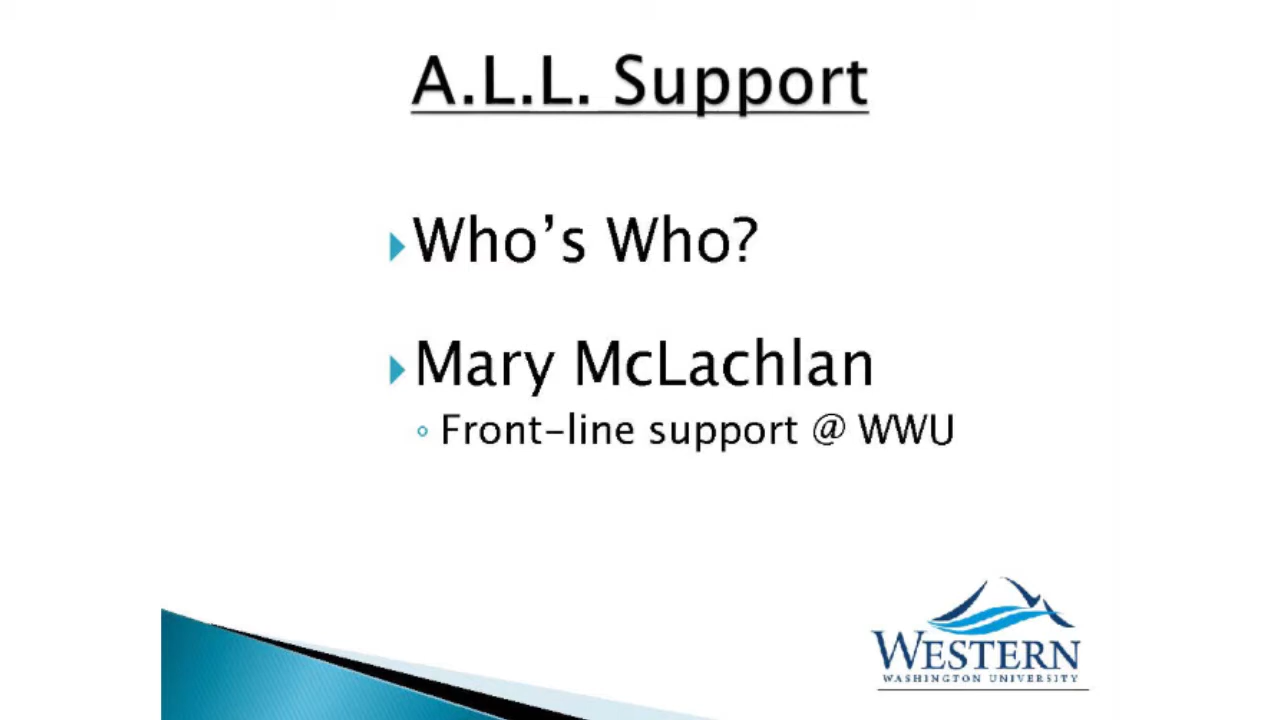 A.L.L. Support
Who's Who?
Mary McLachlan
Front-line support @ WWU
WESTERN
WASHINGTON UNIVERSITY